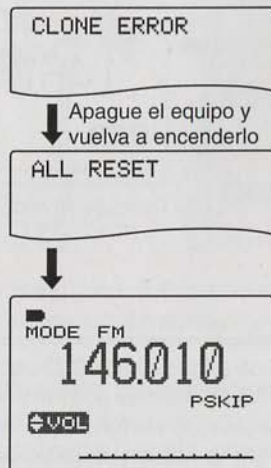 CLONE ERROR
Apague el equipo y
vuelva a encenderlo
ALL RESET
MODE FM
146.010
PSKIP
VOL